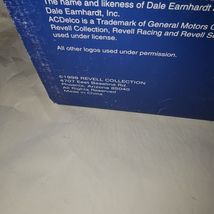 The name and likeness of Dale Earnhardt
Dale Earnhardt, Inc.
ACDelco is a Trademark of General Motors
Revell Collection, Revell Racing and Revell
used under license.
All other logos used under permission.
©1999 REVELL COLLECTION
4707 East Baseline Rd
Phoenix, Arizona 85040
All Rights Reserved
Made in China